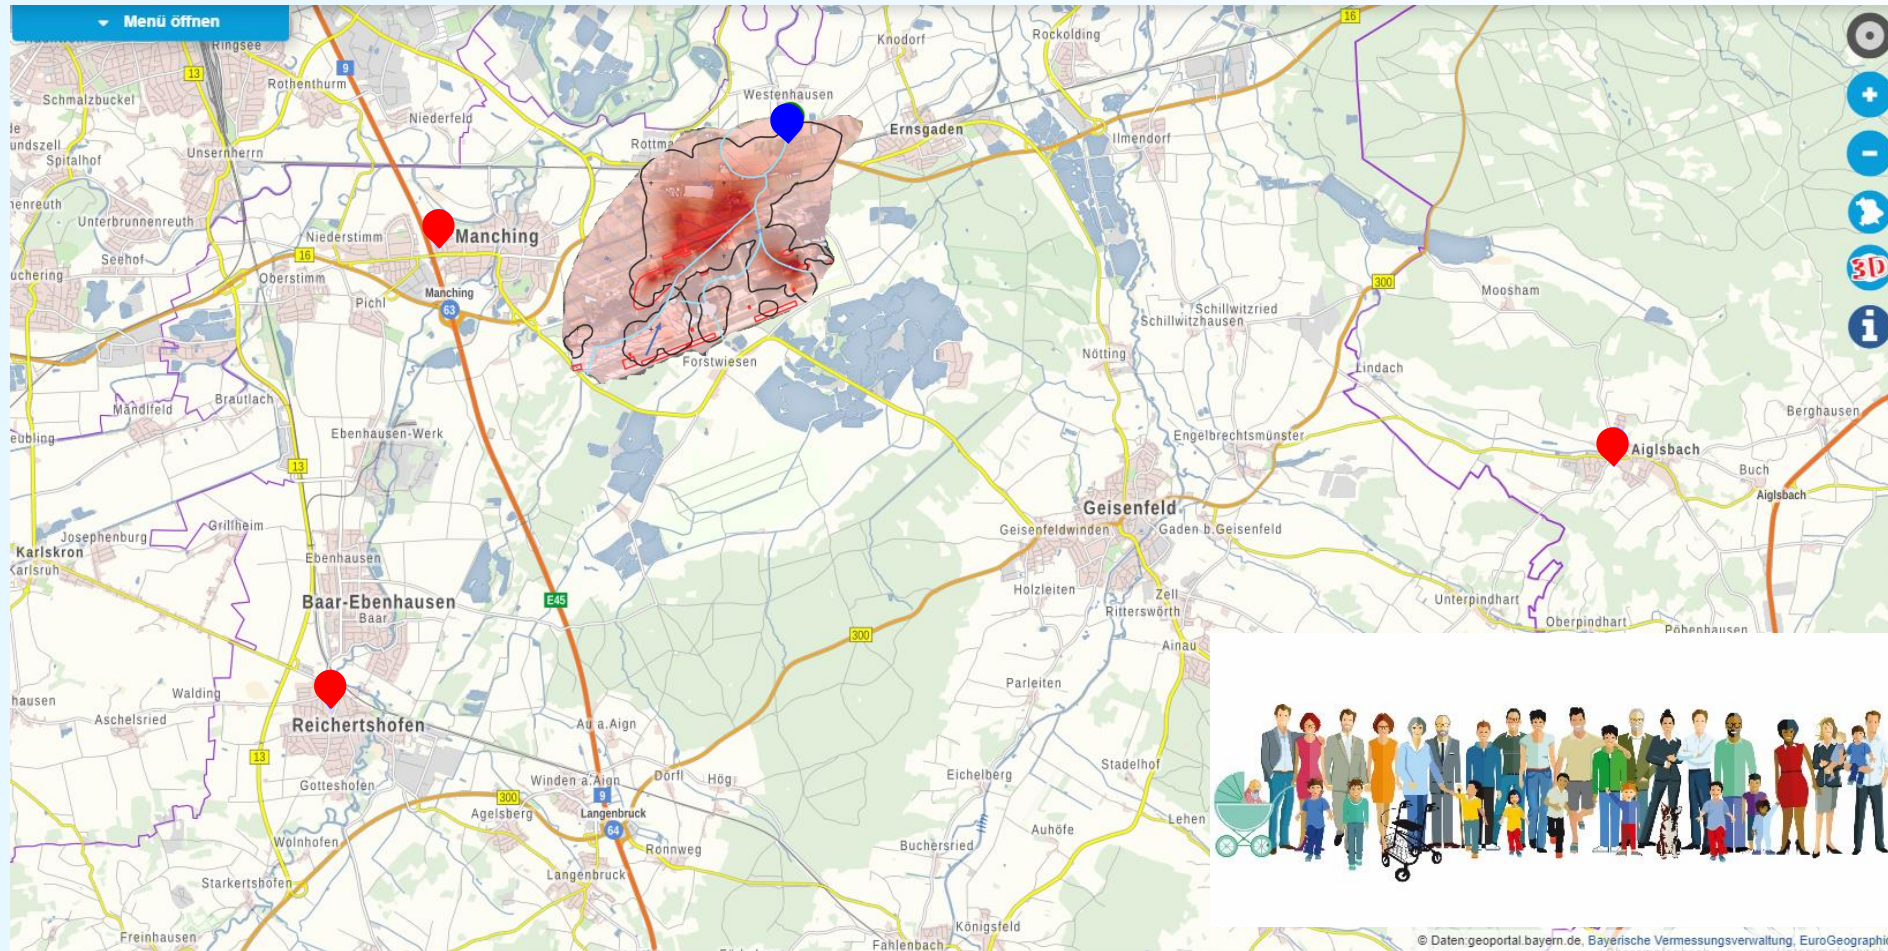 Menü öffnen
Ringsee
Knodorf
Rockolding
16
9
13
Rothenthurm
Schmalzbuckel
Westenhausen
Niederfeld
Ernsgaden
Ilmendorf
Unsernherrn
Rottma
undszell
Spitalhof
enreuth
Unterbrunnenreuth
Niederstimm
Manching
16
Seehof
Oberstimm
uchering
Pichl
Manching
63
300
Moosham
Schillwitzried
Schillwitzhausen
Nötting
Forstwiesen
Lindach
Brautlach
Mändlfeld
Berghausen
eubling
Ebenhausen-Werk
Engelbrechtsmünster
Aiglsbach
13
Buch
Aiglsbach
Geisenfeld
Grillheim
Geisenfeldwinden
Gaden b.Geisenfeld
Josephenburg
Karlskron
Karlsruh
Ebenhausen
Holzleiten
Zell
Baar-Ebenhausen
Baar
E45
Ritterswörth
Unterpindhart
Oberpindhart
Pöbenhausen
300
Ainau
Parleiten
hausen
Walding
Aschelsried
Reichertshofen
Au a.Aign
13
Stadelhof
Gotteshofen
Winden a.Aign
Dörfl
Hög
Eichelberg
300
9
Agelsberg
Langenbruck
64
Lehen
Auhöfe
Wolnhofen
Ronnweg
Buchersried
Langenbruck
Starkertshofen
Königsfeld
Freinhausen
Fahlenbach
3D
i
© Daten:geoportal.bayern.de, Bayerische Vermessungsverwaltung, EuroGeographi